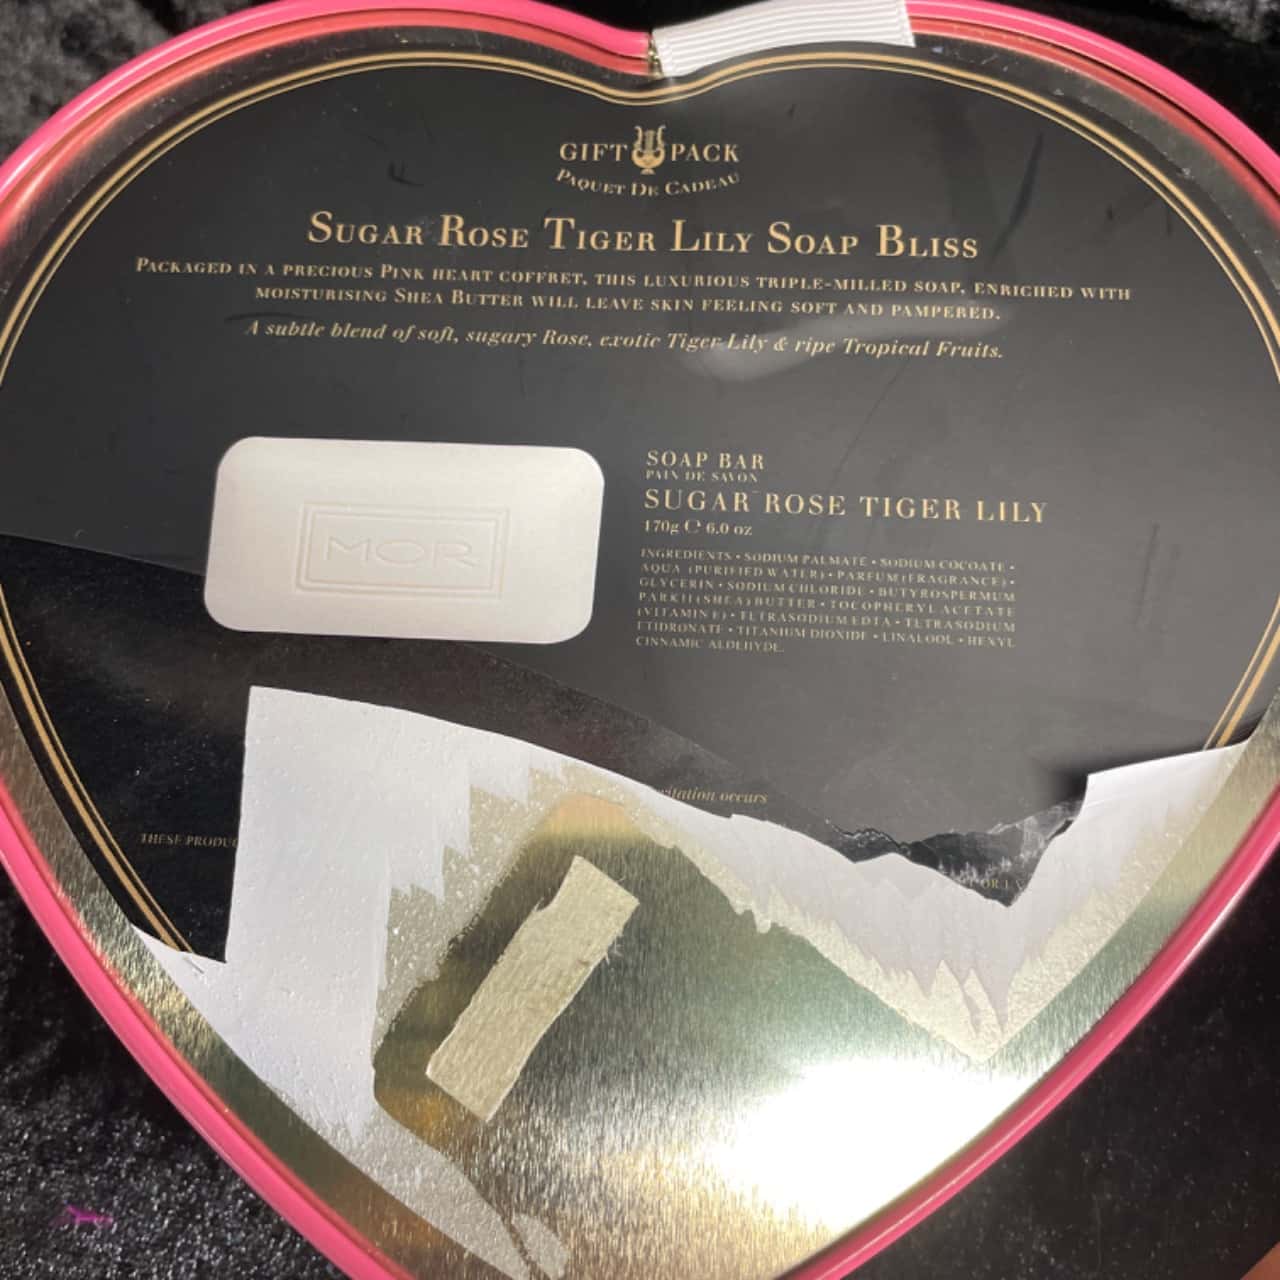 GIFT PACK
PAQUET DE CADEAU
SUGAR ROSE TIGER LILY SOAP BLISS
PACKAGED IN A PRECIOUS PINK HEART COFFRET, THIS LUXURIOUS TRIPLE-MILLED SOAP, ENRICHED WITH
MOISTURISING SHEA BUTTER WILL LEAVE SKIN FEELING SOFT AND PAMPERED.
A subtle blend of soft, sugary Rose, exotic Tiger Lily & ripe Tropical Fruits.
MOR
SOAP BAR
PAIN DE SAVON
SUGAR ROSE TIGER LILY
170g ℮ 6.0 oz
INGREDIENTS • SODIUM PALMATE • SODIUM COCOATE •
AQUA (PURIFIED WATER) • PARFUM (FRAGRANCE) •
GLYCERIN • SODIUM CHLORIDE • BUTYROSPERMUM
PARKII (SHEA) BUTTER • TOCOPHERYL ACETATE
(VITAMIN E) • TETRASODIUM EDTA • TETRASODIUM
ETIDRONATE • TITANIUM DIOXIDE • LINALOOL • HEXYL
CINNAMIC ALDEHYDE.
occurs
THESE